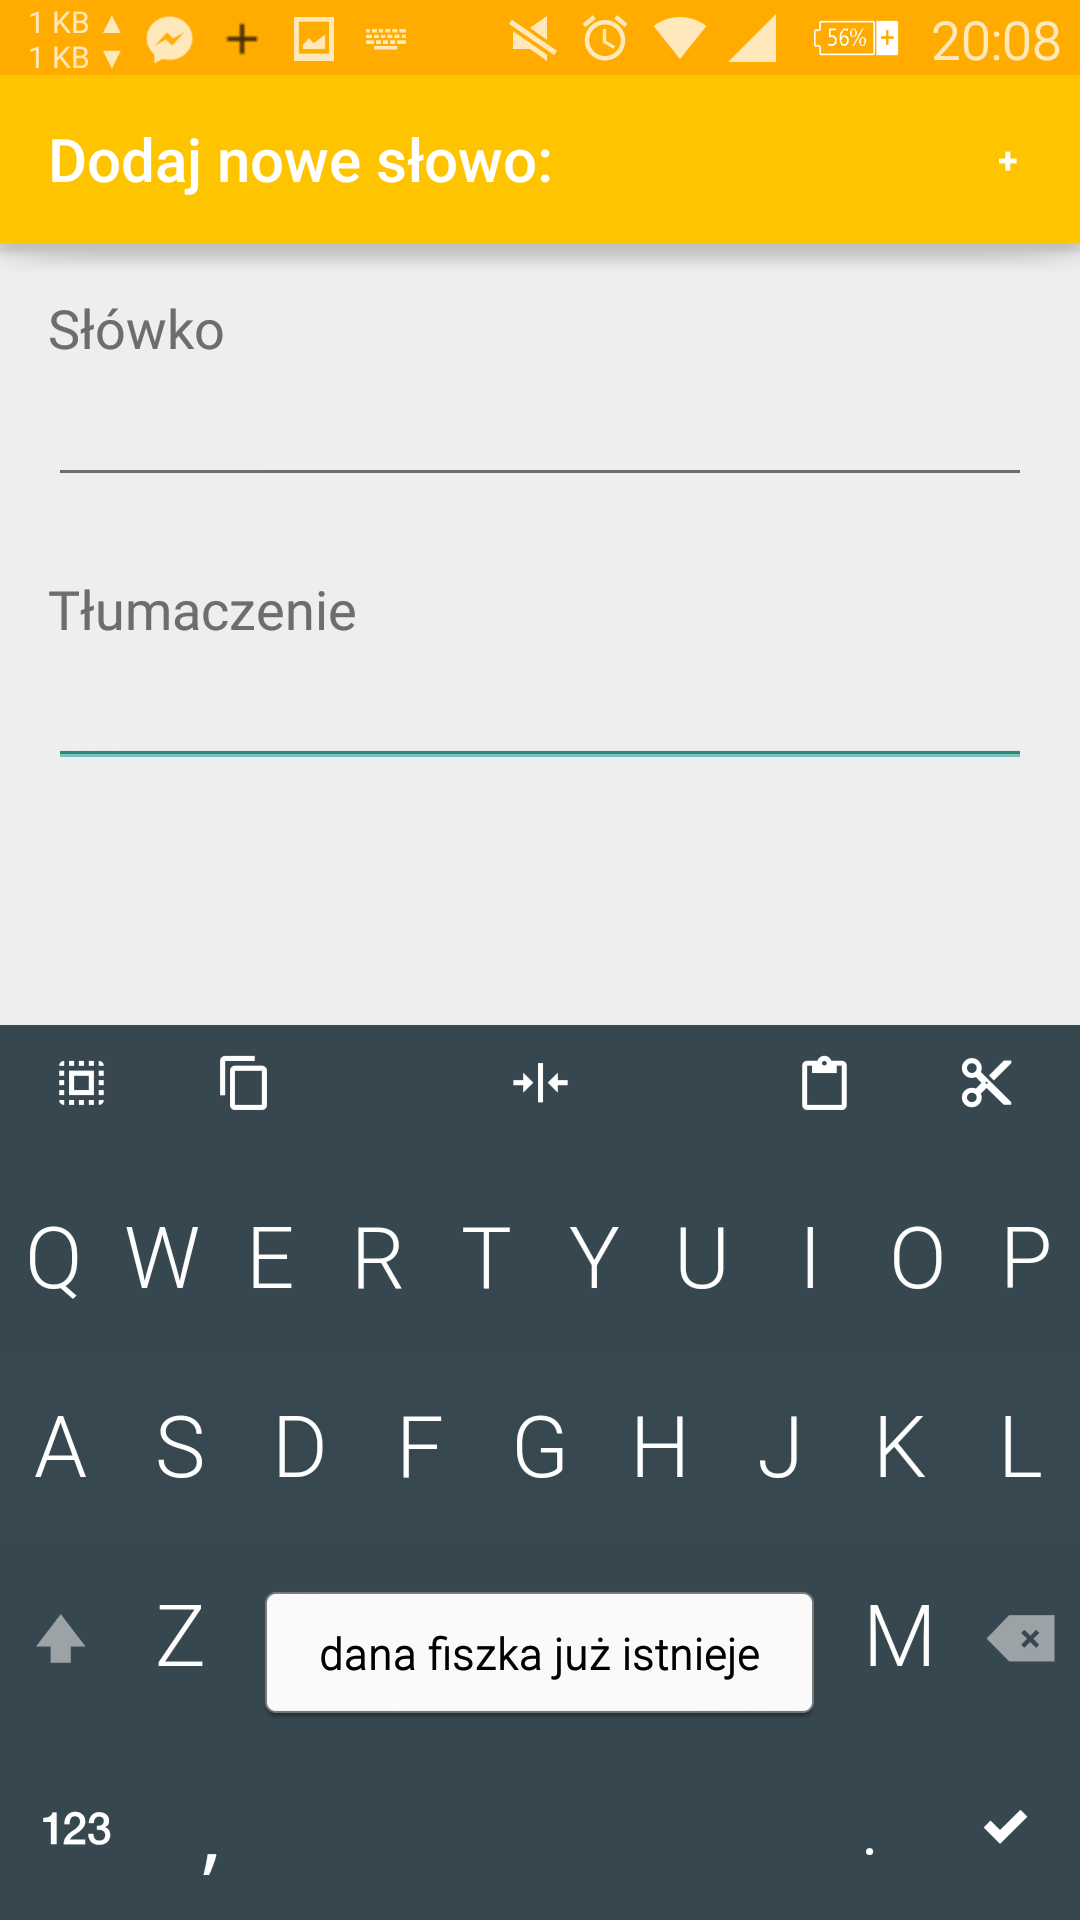 1 KB ▲
1 KB ▼
56%
20:08
Dodaj nowe słowo:
+
Słówko
Tłumaczenie
Q W E R T Y U I O P
A S D F G H J K L
Z M
dana fiszka już istnieje
123 , .